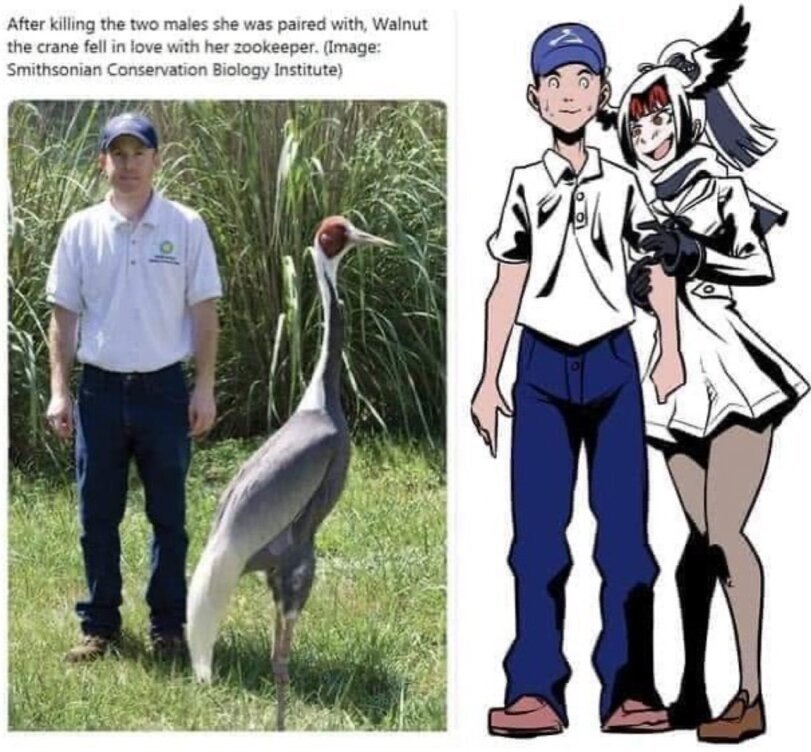 After killing the two males she was paired with, Walnut
the crane fell in love with her zookeeper. (Image:
Smithsonian Conservation Biology Institute)